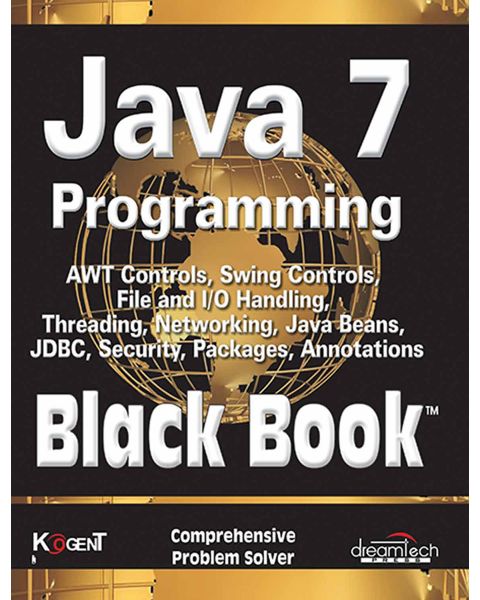 Java 7
Programming
AWT Controls, Swing Controls,
File and I/O Handling,
Threading, Networking, Java Beans,
JDBC, Security, Packages, Annotations
Black Book™
KOGENT
Comprehensive
Problem Solver
dreamtech
PRESS